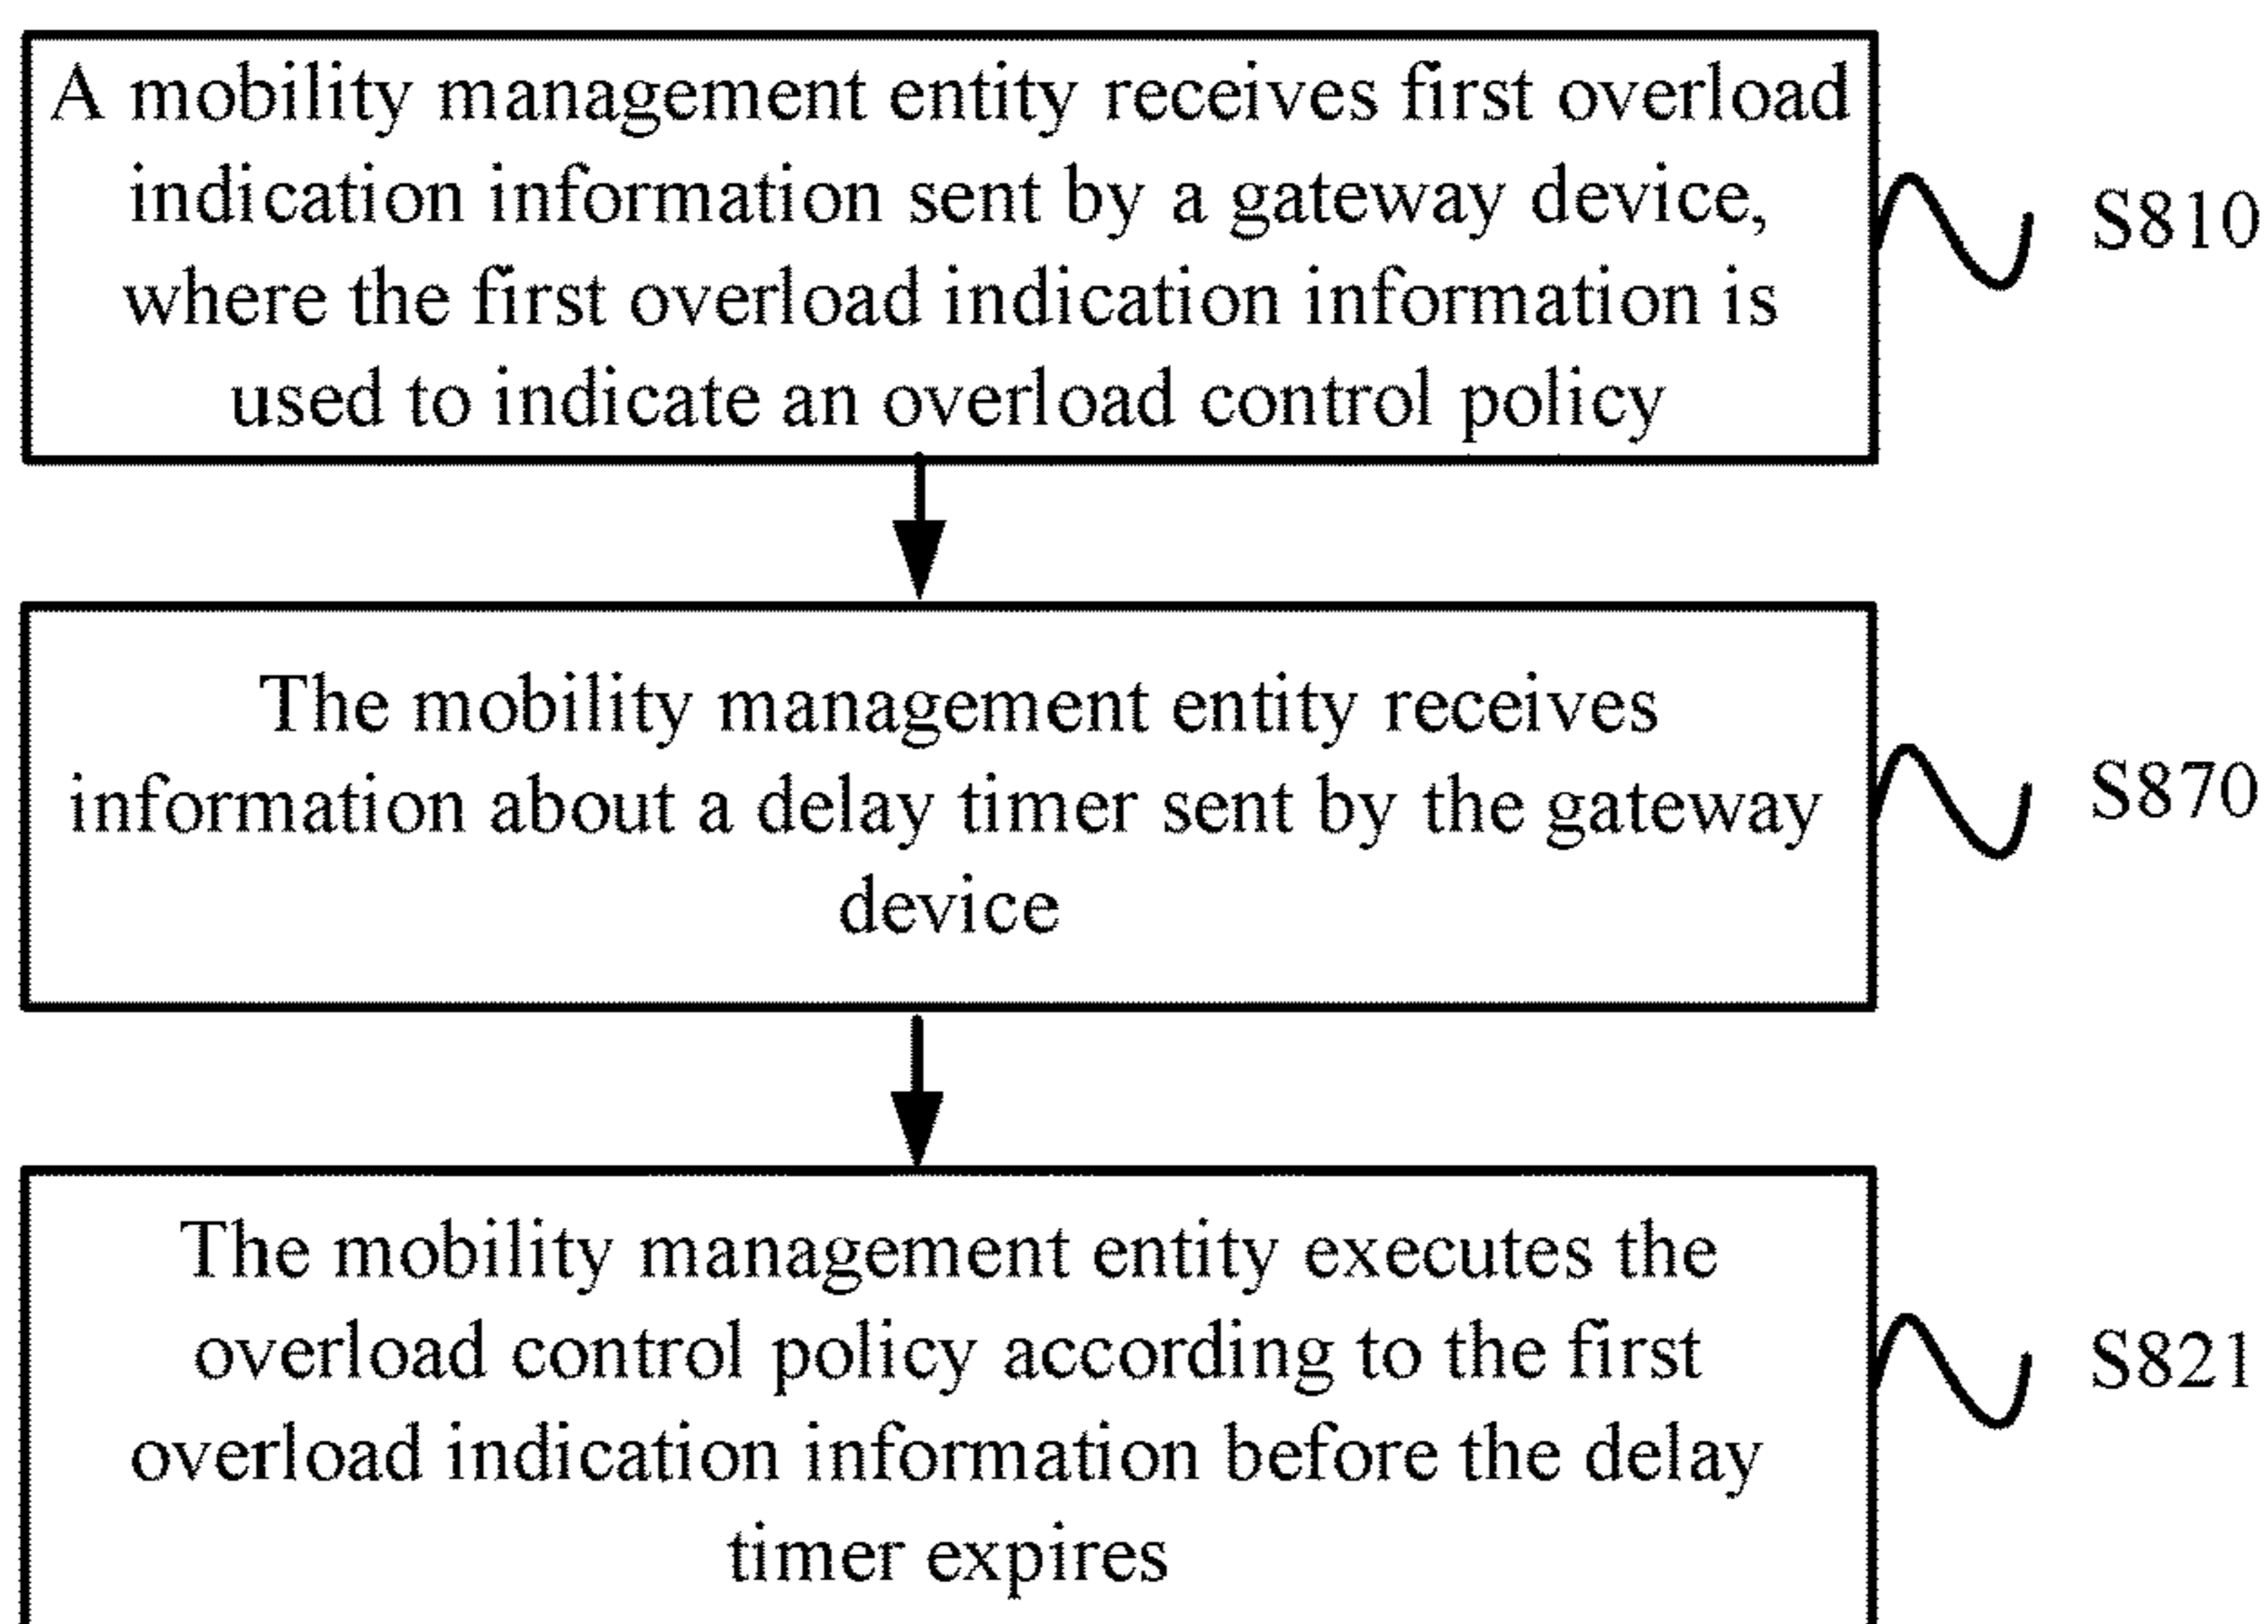 A mobility management entity receives first overload
indication information sent by a gateway device,
where the first overload indication information is
used to indicate an overload control policy
S810
The mobility management entity receives
information about a delay timer sent by the gateway
device
S870
The mobility management entity executes the
overload control policy according to the first
overload indication information before the delay
timer expires
S821